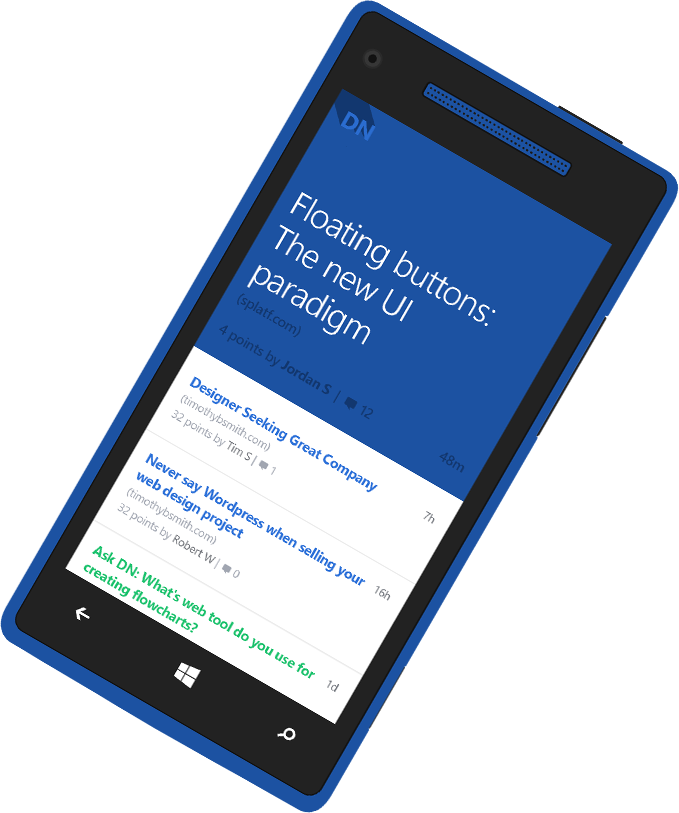 DN
Floating buttons:
The new UI
paradigm
(splatf.com)
4 points by Jordan S | 12
48m
Designer Seeking Great Company
(timothybsmith.com)
32 points by Tim S | 1
7h
Never say Wordpress when selling your
web design project
(timothybsmith.com)
32 points by Robert W | 0
16h
Ask DN: What's web tool do you use for
creating flowcharts?
1d